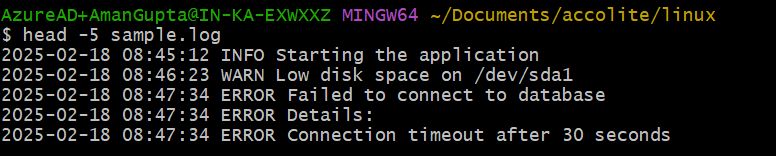 AzureAD+AmanGupta@IN-KA-EXWXXZ MINGW64 ~/Documents/accolite/linux
$ head -5 sample.log
2025-02-18 08:45:12 INFO Starting the application
2025-02-18 08:46:23 WARN Low disk space on /dev/sda1
2025-02-18 08:47:34 ERROR Failed to connect to database
2025-02-18 08:47:34 ERROR Details:
2025-02-18 08:47:34 ERROR Connection timeout after 30 seconds